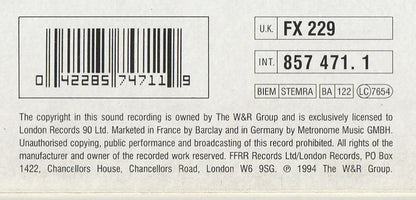 U.K. FX 229
INT. 857 471. 1
0 42285 74711 9
BIEM STEMRA BA 122 LC 7654
The copyright in this sound recording is owned by The W&R Group and is exclusively licensed to
London Records 90 Ltd. Marketed in France by Barclay and in Germany by Metronome Musik GMBH.
Unauthorised copying, public performance and broadcasting of this record prohibited. All rights of the
manufacturer and owner of the recorded work reserved. FFRR Records Ltd/London Records, PO Box
1422, Chancellors House, Chancellors Road, London W6 9SG. ℗ 1994 The W&R Group.